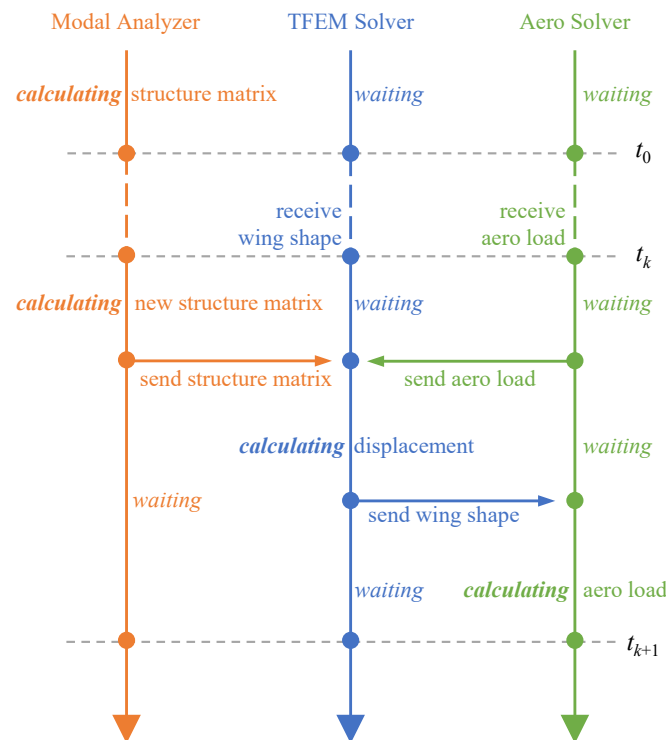 Modal Analyzer TFEM Solver Aero Solver
calculating structure matrix waiting waiting
t0
receive
wing shape
receive
aero load
tk
calculating new structure matrix waiting waiting
send structure matrix send aero load
calculating displacement waiting
waiting
send wing shape
waiting calculating aero load
tk+1